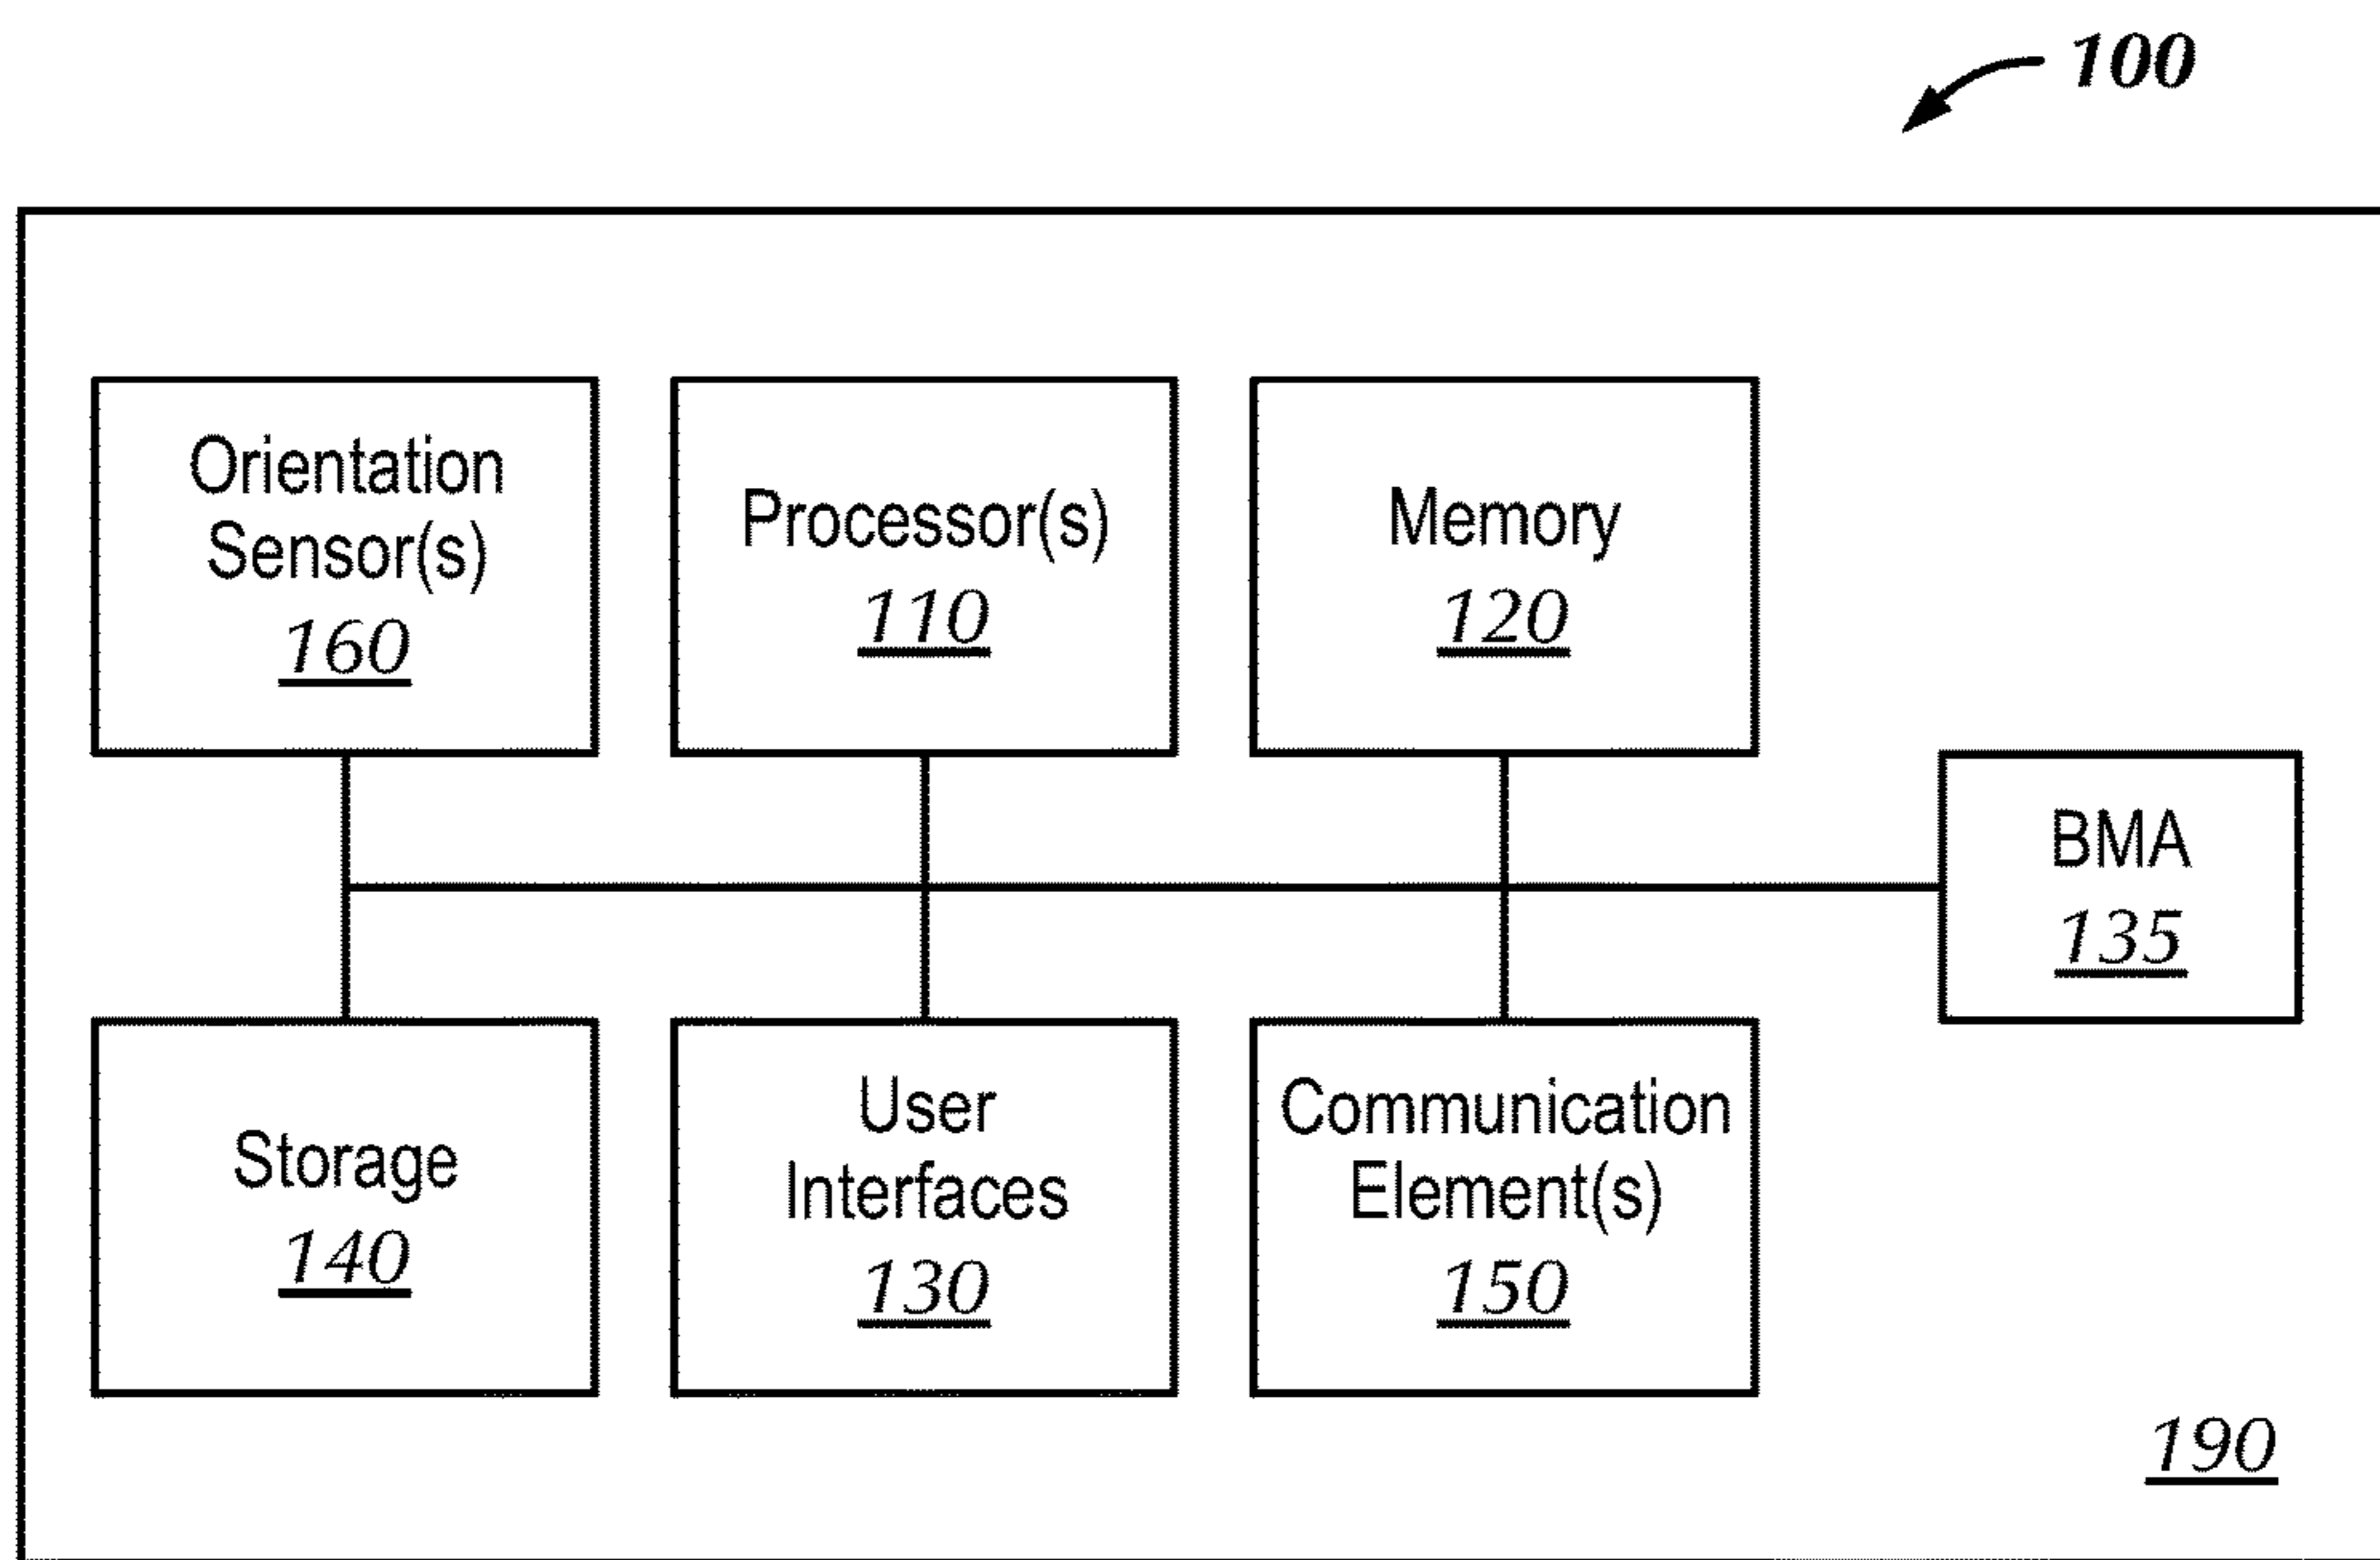 100
Orientation
Sensor(s)
160
Processor(s)
110
Memory
120
BMA
135
Storage
140
User
Interfaces
130
Communication
Element(s)
150
190